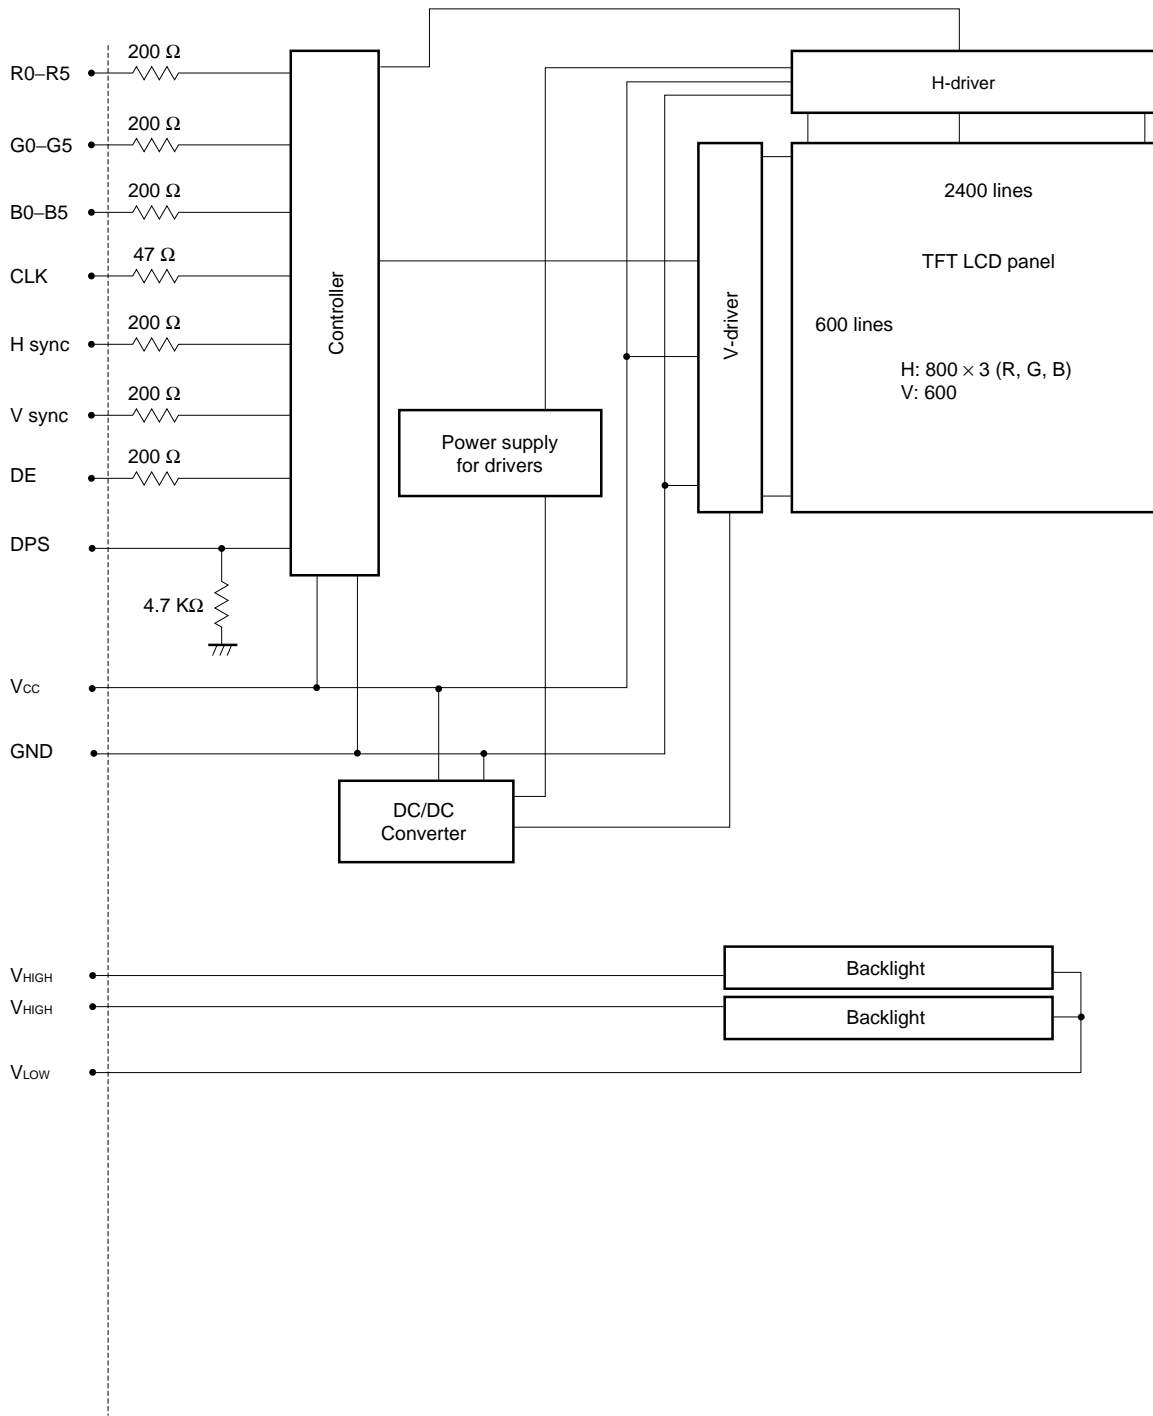 R0–R5
200 Ω
G0–G5
200 Ω
B0–B5
200 Ω
CLK
47 Ω
H sync
200 Ω
V sync
200 Ω
DE
200 Ω
DPS
4.7 KΩ
VCC
GND
Controller
Power supply
for drivers
DC/DC
Converter
V-driver
H-driver
2400 lines
TFT LCD panel
600 lines
H: 800 × 3 (R, G, B)
V: 600
VHIGH
Backlight
VHIGH
Backlight
VLOW